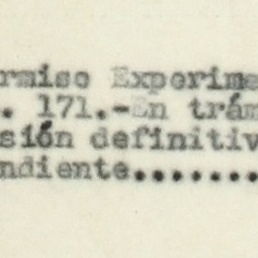 rmiso Experime
. 171.-En trám
sión definitiv
ndiente........